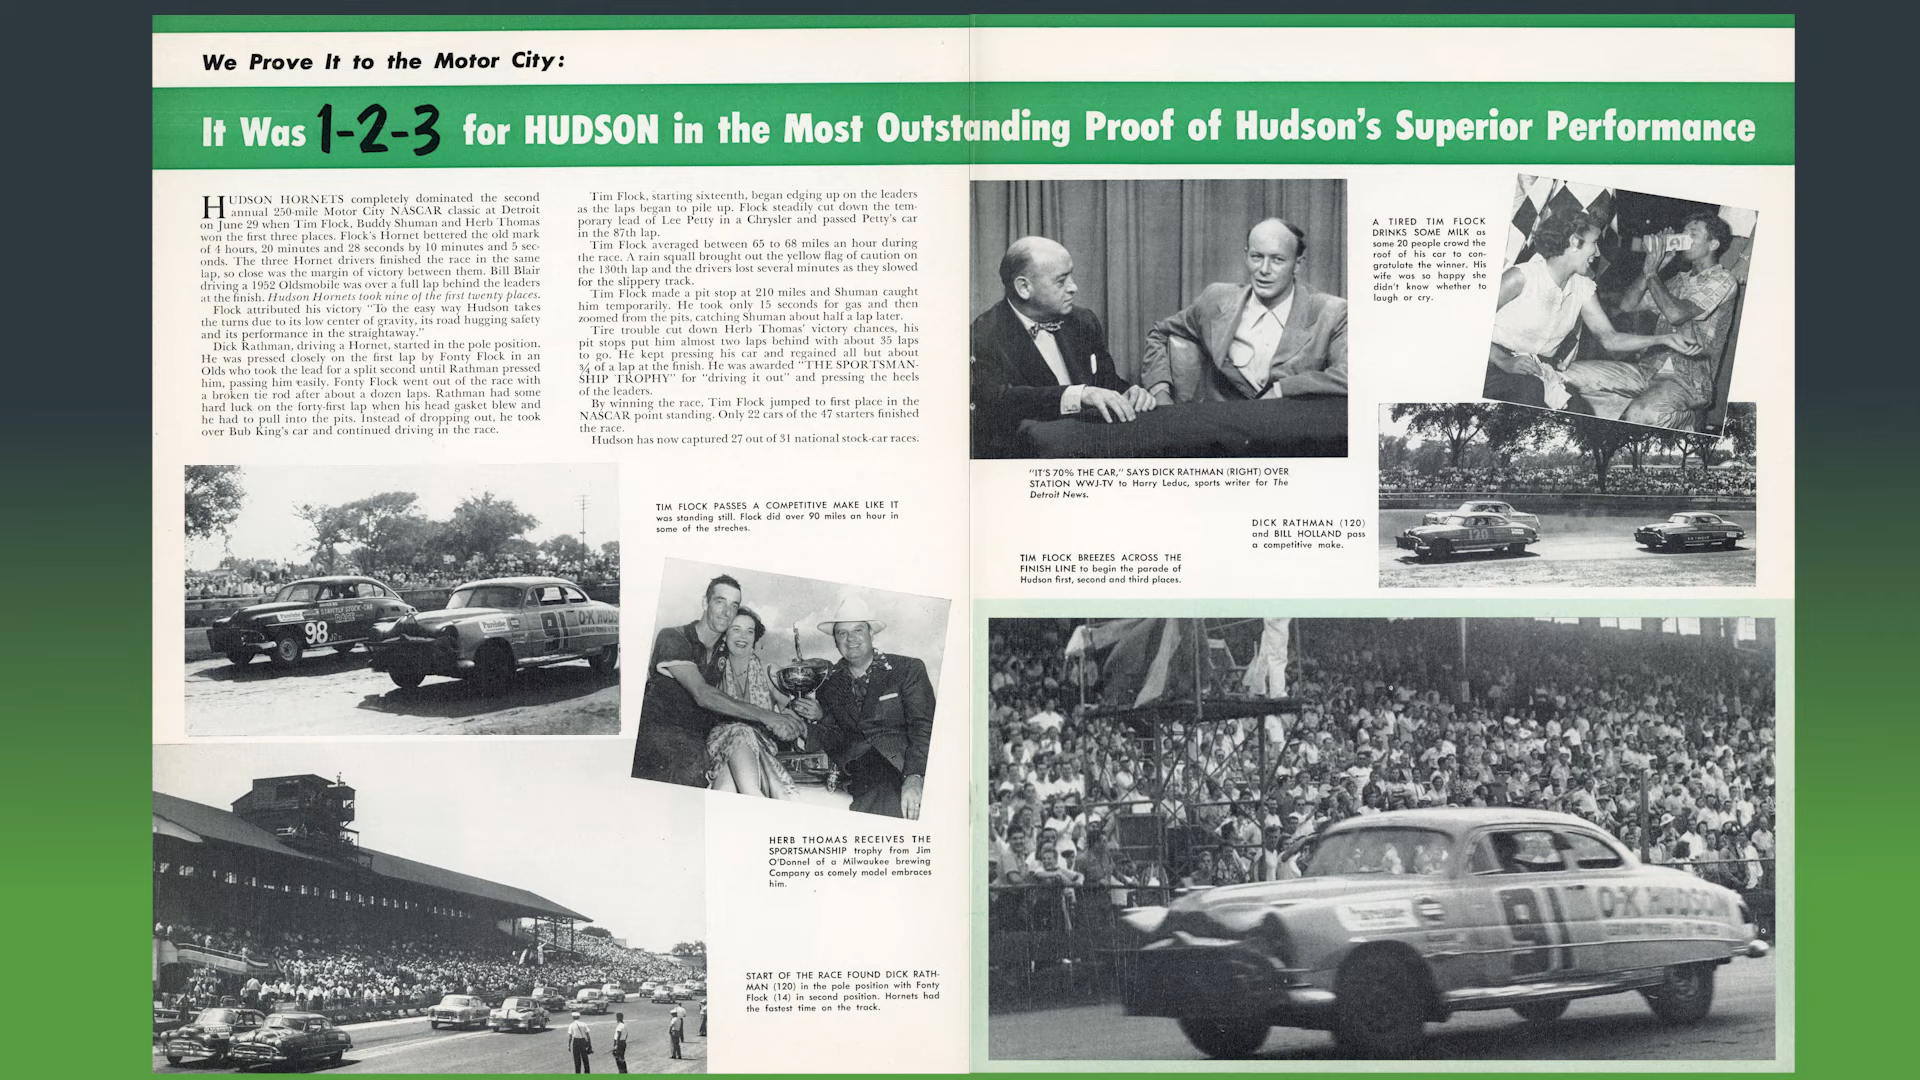 We Prove It to the Motor City:
It Was 1-2-3 for HUDSON in the Most Outstanding Proof of Hudson's Superior Performance
HUDSON HORNETS completely dominated the second
annual 250-mile Motor City NASCAR classic at Detroit
on June 29 when Tim Flock, Buddy Shuman and Herb Thomas
won the first three places. Flock's Hornet bettered the old mark
of 4 hours, 20 minutes and 28 seconds by 10 minutes and 5 sec-
onds. The three Hornet drivers finished the race in the same
lap, so close was the margin of victory between them. Bill Blair
driving a 1952 Oldsmobile was over a full lap behind the leaders
at the finish. Hudson Hornets took nine of the first twenty places.
Flock attributed his victory "To the easy way Hudson takes
the turns due to its low center of gravity, its road hugging safety
and its performance in the straightaway."
Dick Rathman, driving a Hornet, started in the pole position.
He was pressed closely on the first lap by Fonty Flock in an
Olds who took the lead for a split second until Rathman pressed
him, passing him easily. Fonty Flock went out of the race with
a broken tie rod after about a dozen laps. Rathman had some
hard luck on the forty-first lap when his head gasket blew and
he had to pull into the pits. Instead of dropping out, he took
over Bub King's car and continued driving in the race.
Tim Flock, starting sixteenth, began edging up on the leaders
as the laps began to pile up. Flock steadily cut down the tem-
porary lead of Lee Petty in a Chrysler and passed Petty's car
in the 87th lap.
Tim Flock averaged between 65 to 68 miles an hour during
the race. A rain squall brought out the yellow flag of caution on
the 130th lap and the drivers lost several minutes as they slowed
for the slippery track.
Tim Flock made a pit stop at 210 miles and Shuman caught
him temporarily. He took only 15 seconds for gas and then
zoomed from the pits, catching Shuman about half a lap later.
Tire trouble cut down Herb Thomas' victory chances, his
pit stops put him almost two laps behind with about 35 laps
to go. He kept pressing his car and regained all but about
¾ of a lap at the finish. He was awarded "THE SPORTSMAN-
SHIP TROPHY" for "driving it out" and pressing the heels
of the leaders.
By winning the race, Tim Flock jumped to first place in the
NASCAR point standing. Only 22 cars of the 47 starters finished
the race.
Hudson has now captured 27 out of 31 national stock-car races.
A TIRED TIM FLOCK
DRINKS SOME MILK as
some 20 people crowd the
roof of his car to con-
gratulate the winner. His
wife was so happy she
didn't know whether to
laugh or cry.
"IT'S 70% THE CAR," SAYS DICK RATHMAN (RIGHT) OVER
STATION WWJ-TV to Harry Leduc, sports writer for The
Detroit News.
TIM FLOCK PASSES A COMPETITIVE MAKE LIKE IT
was standing still. Flock did over 90 miles an hour in
some of the streches.
DICK RATHMAN (120)
and BILL HOLLAND pass
a competitive make.
TIM FLOCK BREEZES ACROSS THE
FINISH LINE to begin the parade of
Hudson first, second and third places.
120
98
Purolator
91
O-K HUDS
HERB THOMAS RECEIVES THE
SPORTSMANSHIP trophy from Jim
O'Donnel of a Milwaukee brewing
Company as comely model embraces
him.
START OF THE RACE FOUND DICK RATH-
MAN (120) in the pole position with Fonty
Flock (14) in second position. Hornets had
the fastest time on the track.
91
O-K HUDSON